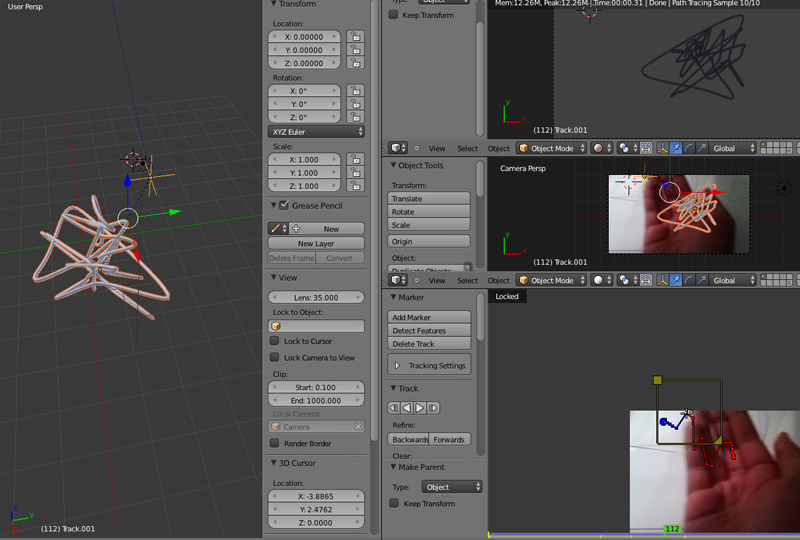 User Persp
Transform
Location:
X: 0.00000
Y: 0.00000
Z: 0.00000
Rotation:
X: 0°
Y: 0°
Z: 0°
XYZ Euler
Scale:
X: 1.000
Y: 1.000
Z: 1.000
Grease Pencil
New
New Layer
Delete Frame Convert
View
Lens: 35.000
Lock to Object:
Lock to Cursor
Lock Camera to View
Clip:
Start: 0.100
End: 1000.000
Local Camera:
Camera
Render Border
3D Cursor
Location:
X: -3.8865
Y: 2.4762
Z: 0.0000
z
y
(112) Track.001
Type: Object
Keep Transform
Mem:12.26M, Peak:12.26M | Time:00:00.31 | Done | Path Tracing Sample 10/10
y
x
(112) Track.001
View Select Object Object Mode Global
Object Tools
Transform:
Translate
Rotate
Scale
Origin
Object:
Duplicate Objects
Camera Persp
y
x
(112) Track.001
View Select Object Object Mode Global
Marker
Add Marker
Detect Features
Delete Track
Tracking Settings
Track
Refine:
Backwards Forwards
Clear:
Make Parent
Type: Object
Keep Transform
Locked
112